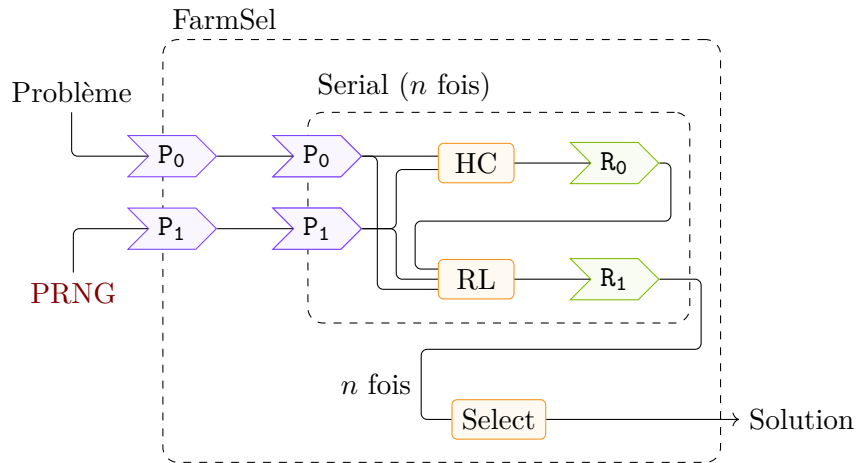 FarmSel
Serial (n fois)
Problème
P₀
P₀
HC
R₀
P₁
P₁
PRNG
RL
R₁
n fois
Select
Solution